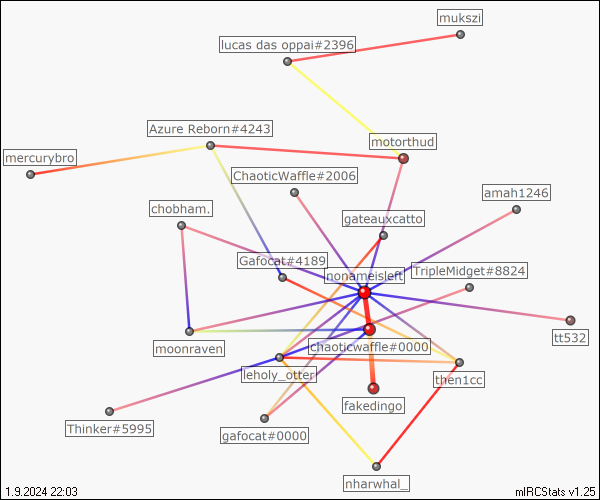 mukszi
lucas das oppai#2396
Azure Reborn#4243
motorthud
mercurybro
ChaoticWaffle#2006
amah1246
chobham.
gateauxcatto
Gafocat#4189
TripleMidget#8824
nonameisleft
tt532
moonraven
chaoticwaffle#0000
leholy_otter
then1cc
fakedingo
Thinker#5995
gafocat#0000
nharwhal_
1.9.2024 22:03
mIRCStats v1.25